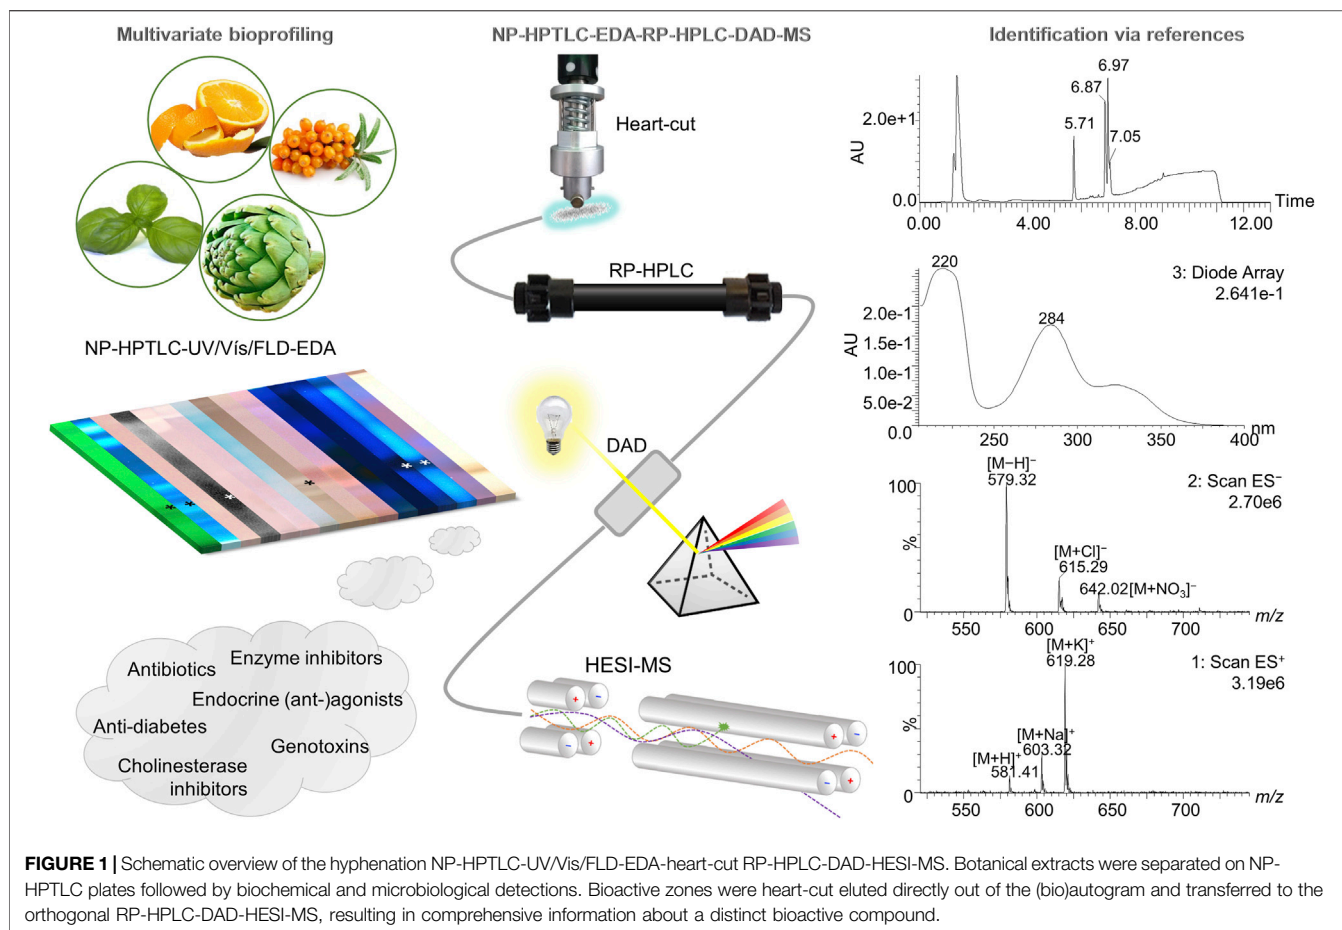 Multivariate bioprofiling
NP-HPTLC-UV/Vís/FLD-EDA
*
*
*
*
*
*
Antibiotics
Enzyme inhibitors
Endocrine (ant-)agonists
Anti-diabetes
Genotoxins
Cholinesterase
inhibitors
NP-HPTLC-EDA-RP-HPLC-DAD-MS
Heart-cut
RP-HPLC
DAD
HESI-MS
+
−
−
+
−
+
−
+
Identification via references
6.97
6.87
5.71
7.05
2.0e+1
AU
0.0
Time
0.00 4.00 8.00 12.00
220
3: Diode Array
2.641e-1
284
2.0e-1
AU
1.5e-1
1.0e-1
5.0e-2
0.0
nm
250 300 350 400
[M−H]⁻
579.32
2: Scan ES⁻
2.70e6
100
%
[M+Cl]⁻
615.29
642.02[M+NO₃]⁻
0
m/z
550 600 650 700
[M+K]⁺
619.28
1: Scan ES⁺
3.19e6
100
%
[M+Na]⁺
603.32
[M+H]⁺
581.41
0
m/z
550 600 650 700
FIGURE 1 | Schematic overview of the hyphenation NP-HPTLC-UV/Vis/FLD-EDA-heart-cut RP-HPLC-DAD-HESI-MS. Botanical extracts were separated on NP-
HPTLC plates followed by biochemical and microbiological detections. Bioactive zones were heart-cut eluted directly out of the (bio)autogram and transferred to the
orthogonal RP-HPLC-DAD-HESI-MS, resulting in comprehensive information about a distinct bioactive compound.